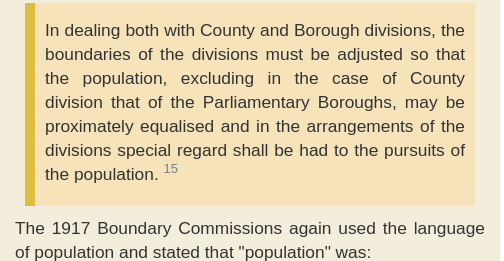 In dealing both with County and Borough divisions, the
boundaries of the divisions must be adjusted so that
the population, excluding in the case of County
division that of the Parliamentary Boroughs, may be
proximately equalised and in the arrangements of the
divisions special regard shall be had to the pursuits of
the population. 15
The 1917 Boundary Commissions again used the language
of population and stated that "population" was: